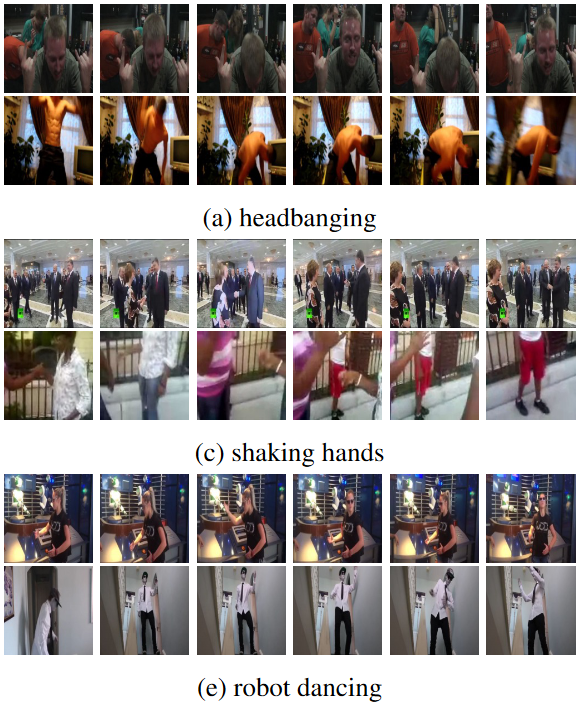 (a) headbanging
(c) shaking hands
(e) robot dancing